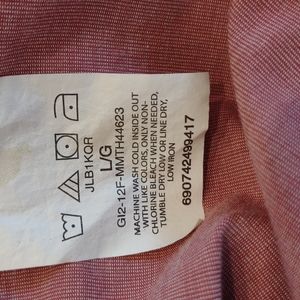 JLB1KQR
L/G
GI2-12F-MMTH44623
MACHINE WASH COLD INSIDE OUT
WITH LIKE COLORS, ONLY NON-
CHLORINE BLEACH WHEN NEEDED,
TUMBLE DRY LOW OR LINE DRY,
LOW IRON
690742499417